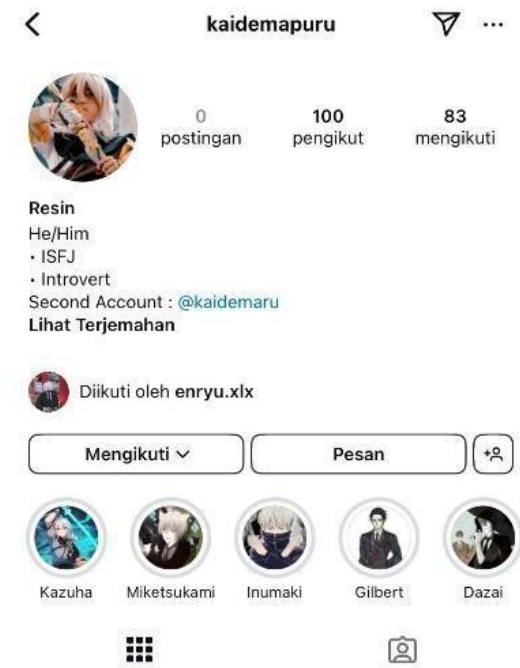 kaidemapuru
0 100 83
postingan pengikut mengikuti
Resin
He/Him
· ISFJ
· Introvert
Second Account : @kaidemaru
Lihat Terjemahan
Diikuti oleh enryu.xlx
Mengikuti Pesan
Kazuha Miketsukami Inumaki Gilbert Dazai